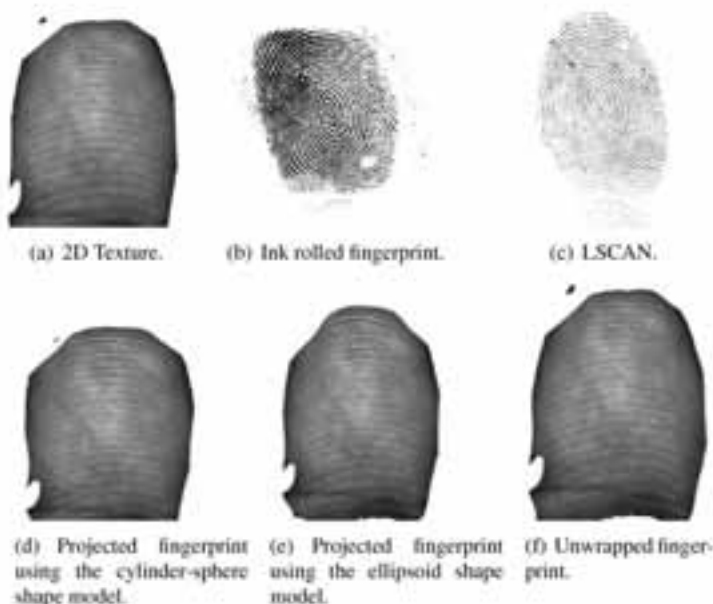 (a) 2D Texture.
(b) Ink rolled fingerprint.
(c) LSCAN.
(d) Projected fingerprint
using the cylinder-sphere
shape model.
(e) Projected fingerprint
using the ellipsoid shape
model.
(f) Unwrapped finger-
print.